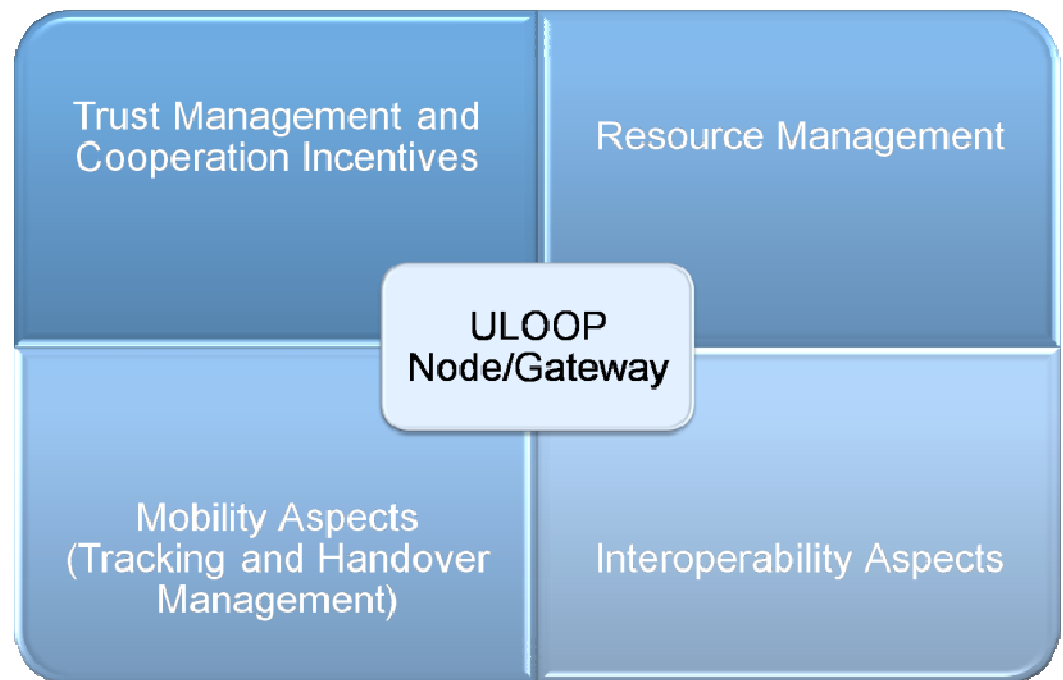 Trust Management and
Cooperation Incentives
Resource Management
ULOOP
Node/Gateway
Mobility Aspects
(Tracking and Handover
Management)
Interoperability Aspects